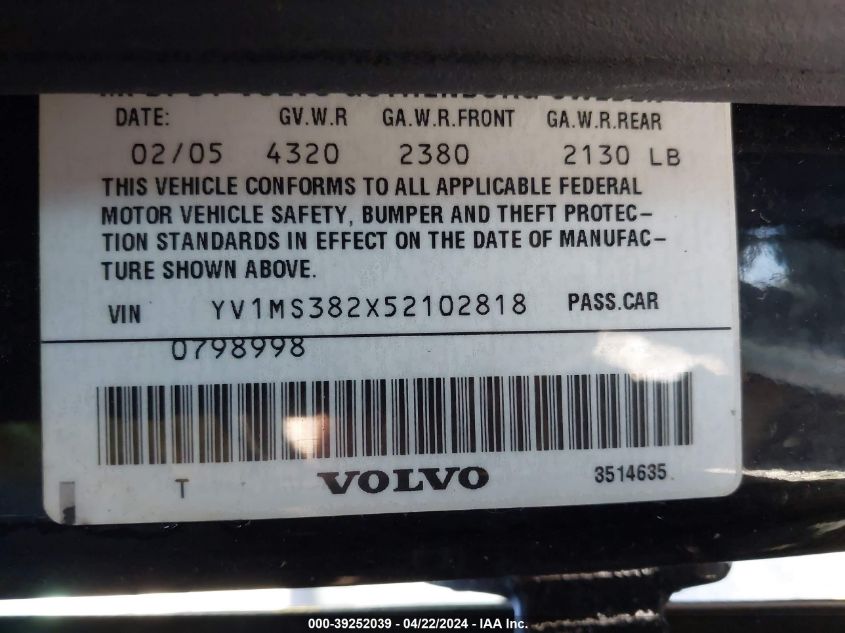 DATE: GV.W.R GA.W.R.FRONT GA.W.R.REAR
02/05 4320 2380 2130 LB
THIS VEHICLE CONFORMS TO ALL APPLICABLE FEDERAL
MOTOR VEHICLE SAFETY, BUMPER AND THEFT PROTEC–
TION STANDARDS IN EFFECT ON THE DATE OF MANUFAC–
TURE SHOWN ABOVE.
VIN YV1MS382X52102818 PASS.CAR
0798998
T VOLVO 3514635
000-39252039 - 04/22/2024 - IAA Inc.